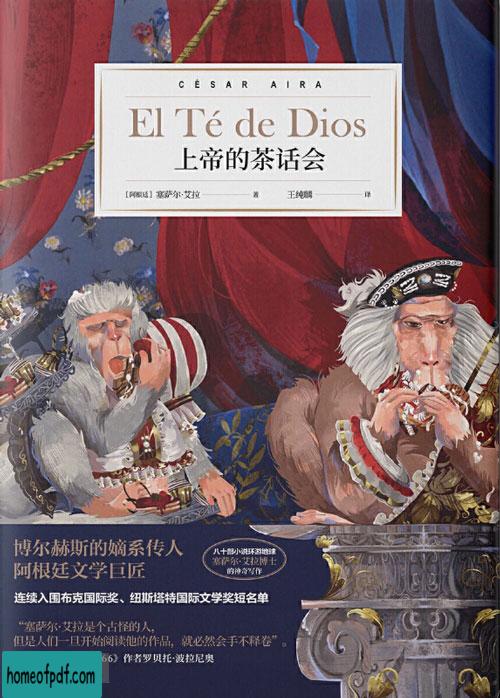 CÉSAR AIRA
El Té de Dios
上帝的茶话会
[阿根廷] 塞萨尔·艾拉 著 王纯麟 译
博尔赫斯的嫡系传人
阿根廷文学巨匠
八十部小说环游地球
塞萨尔·艾拉博士
的神奇写作
连续入围布克国际奖、纽斯塔特国际文学奖短名单
“塞萨尔·艾拉是个古怪的人，
但是人们一旦开始阅读他的作品，就必然会手不释卷”。
66》作者罗贝托·波拉尼奥
homeofpdf.com